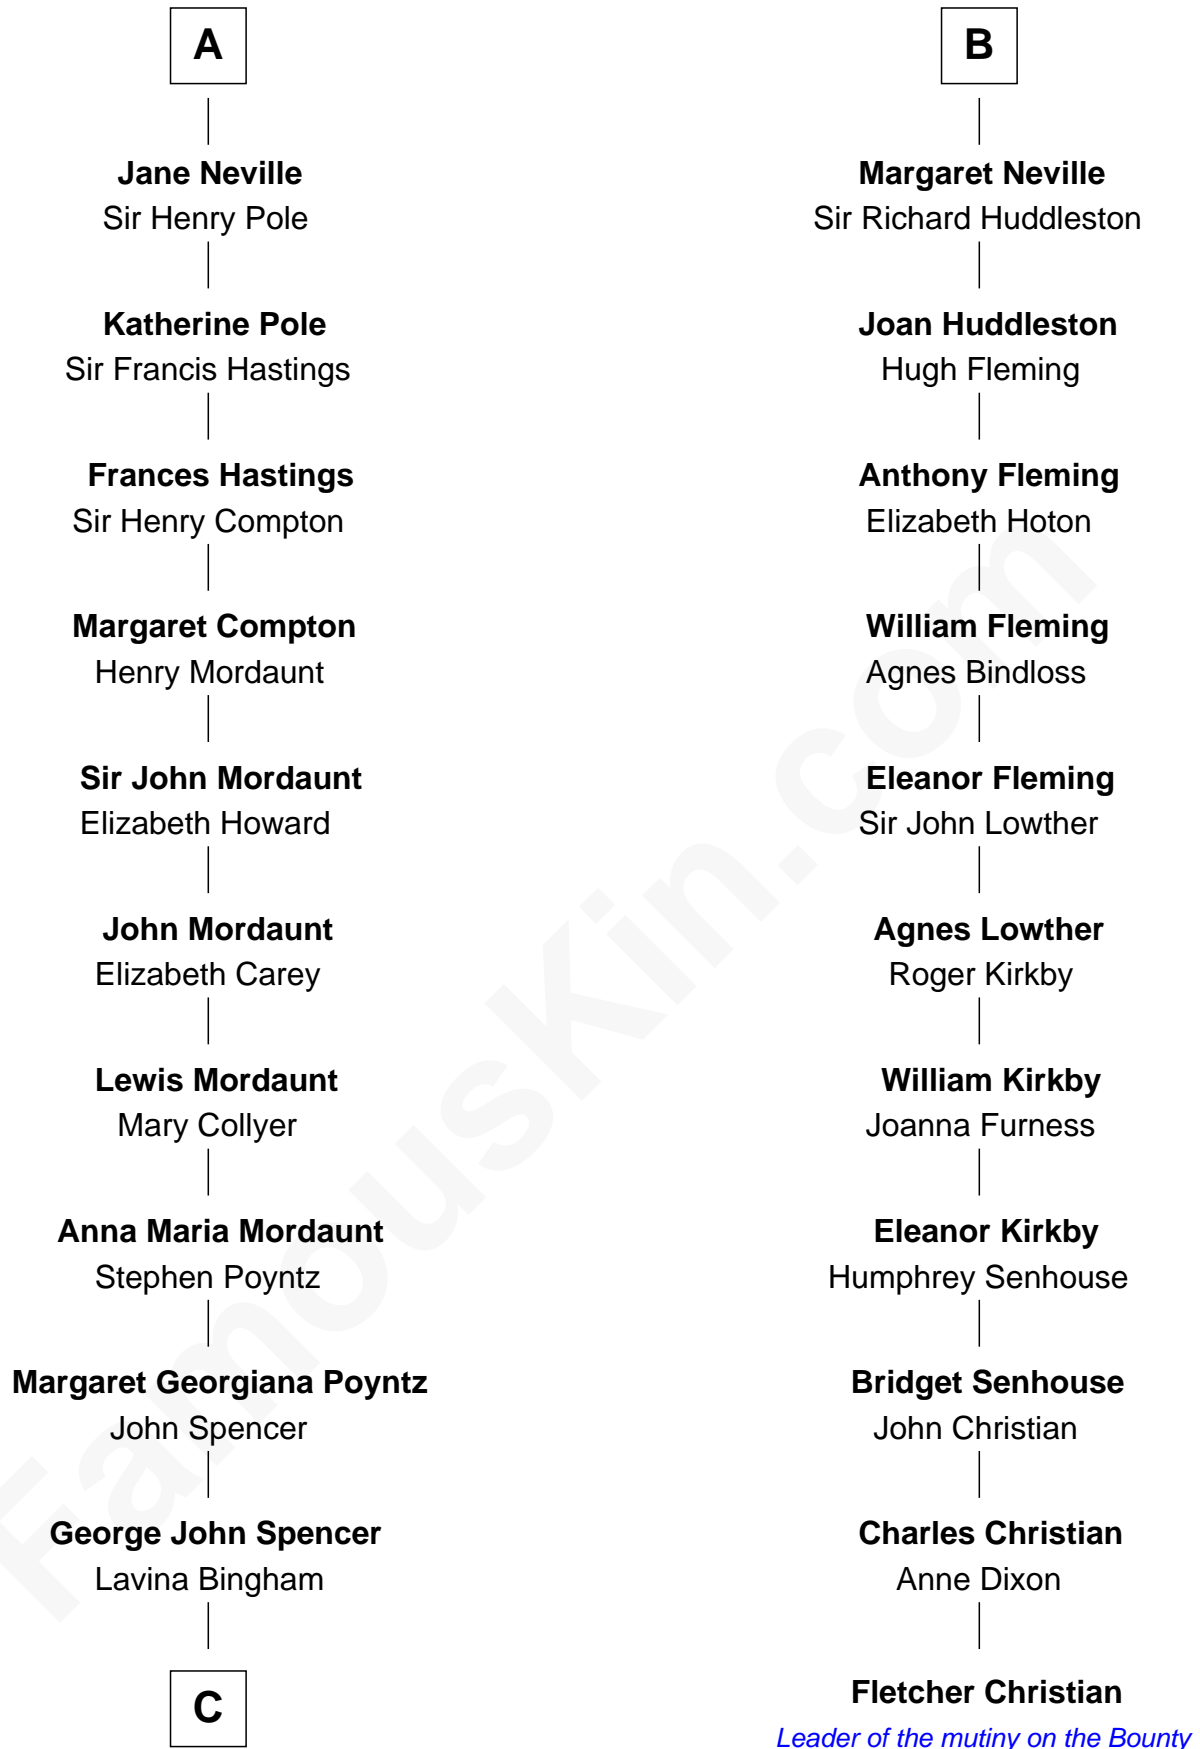 A
Jane Neville
Sir Henry Pole
Katherine Pole
Sir Francis Hastings
Frances Hastings
Sir Henry Compton
Margaret Compton
Henry Mordaunt
Sir John Mordaunt
Elizabeth Howard
John Mordaunt
Elizabeth Carey
Lewis Mordaunt
Mary Collyer
Anna Maria Mordaunt
Stephen Poyntz
Margaret Georgiana Poyntz
John Spencer
George John Spencer
Lavina Bingham
C
B
Margaret Neville
Sir Richard Huddleston
Joan Huddleston
Hugh Fleming
Anthony Fleming
Elizabeth Hoton
William Fleming
Agnes Bindloss
Eleanor Fleming
Sir John Lowther
Agnes Lowther
Roger Kirkby
William Kirkby
Joanna Furness
Eleanor Kirkby
Humphrey Senhouse
Bridget Senhouse
John Christian
Charles Christian
Anne Dixon
Fletcher Christian
Leader of the mutiny on the Bounty
FamousKin.com